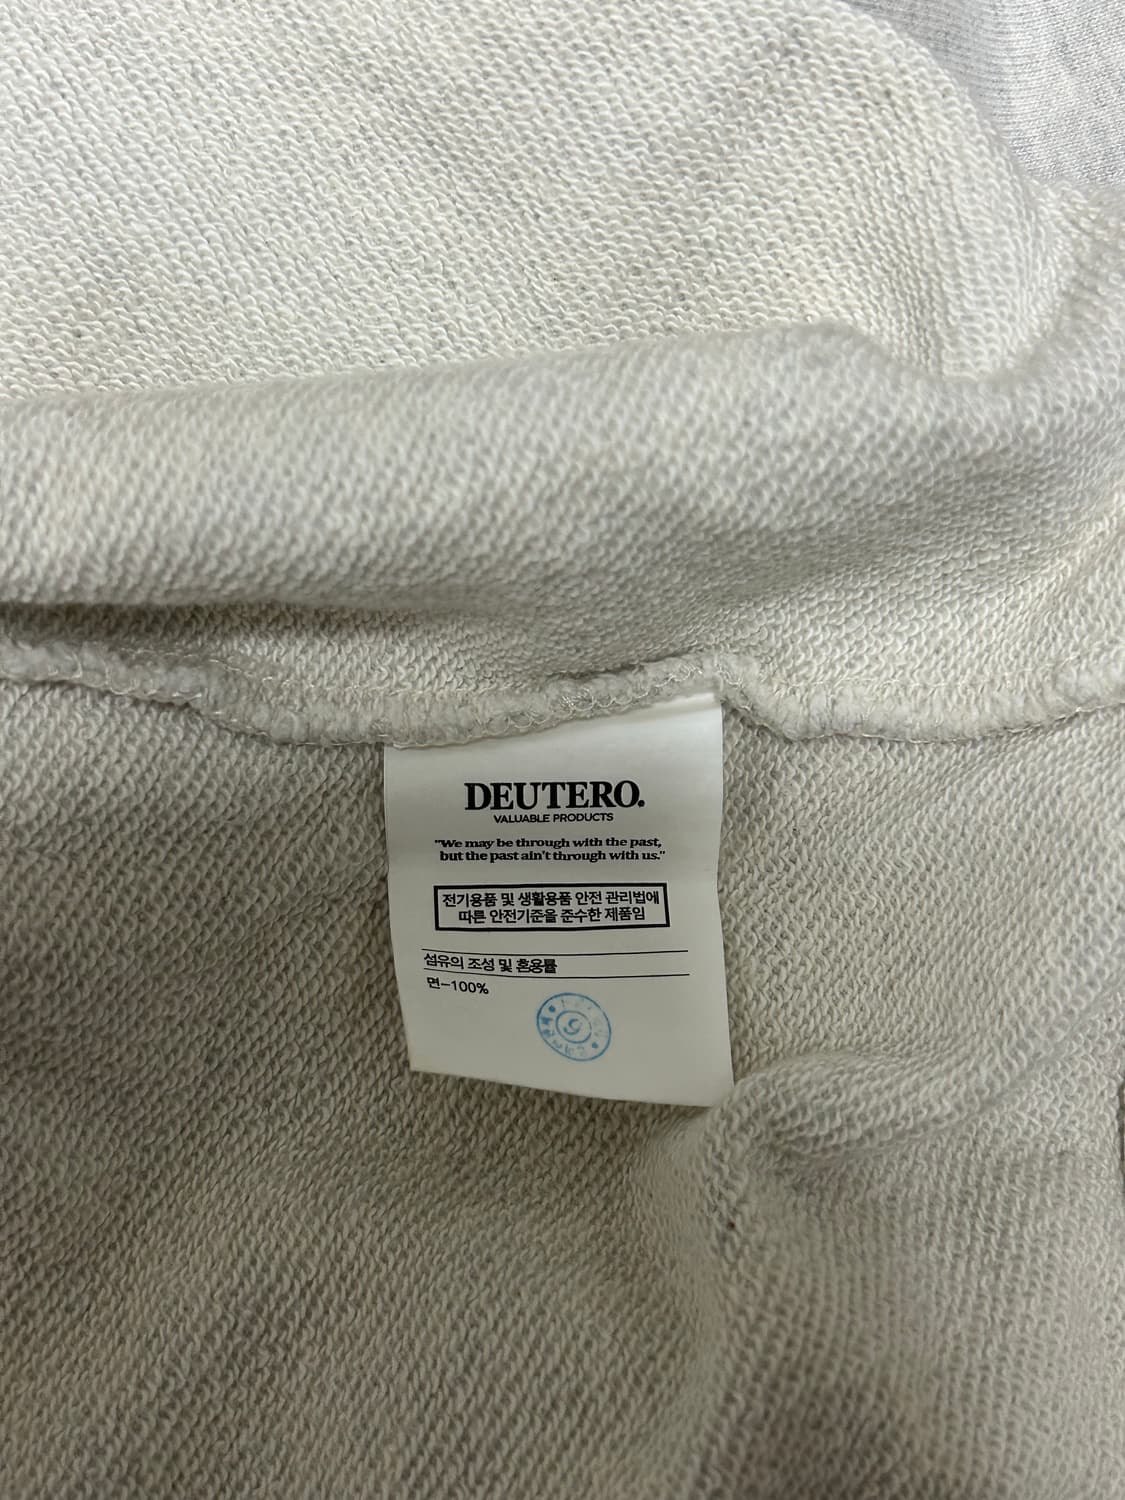 DEUTERO.
VALUABLE PRODUCTS
"We may be through with the past,
but the past ain't through with us."
전기용품 및 생활용품 안전 관리법에
따른 안전기준을 준수한 제품임
섬유의 조성 및 혼용률
면-100%